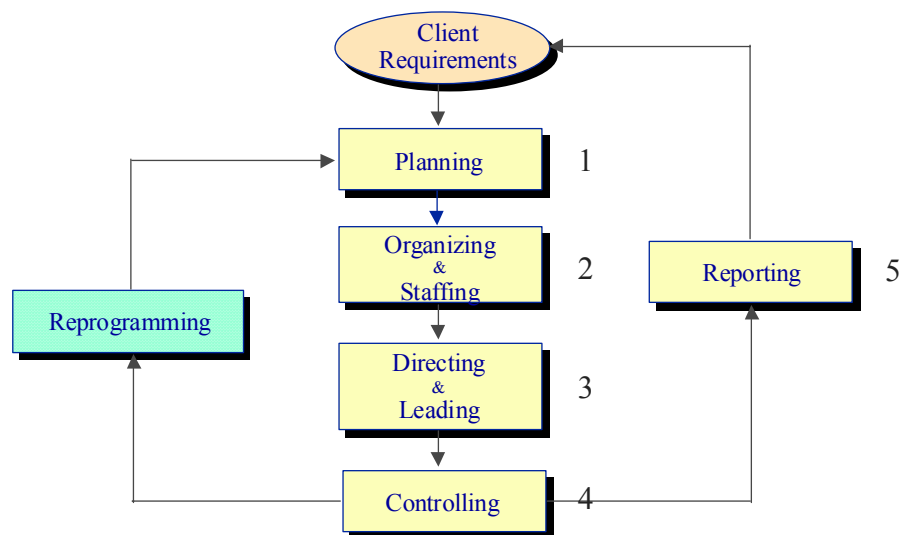 Client
Requirements
Planning
1
Organizing
&
Staffing
2
Reporting
5
Reprogramming
Directing
&
Leading
3
Controlling
4